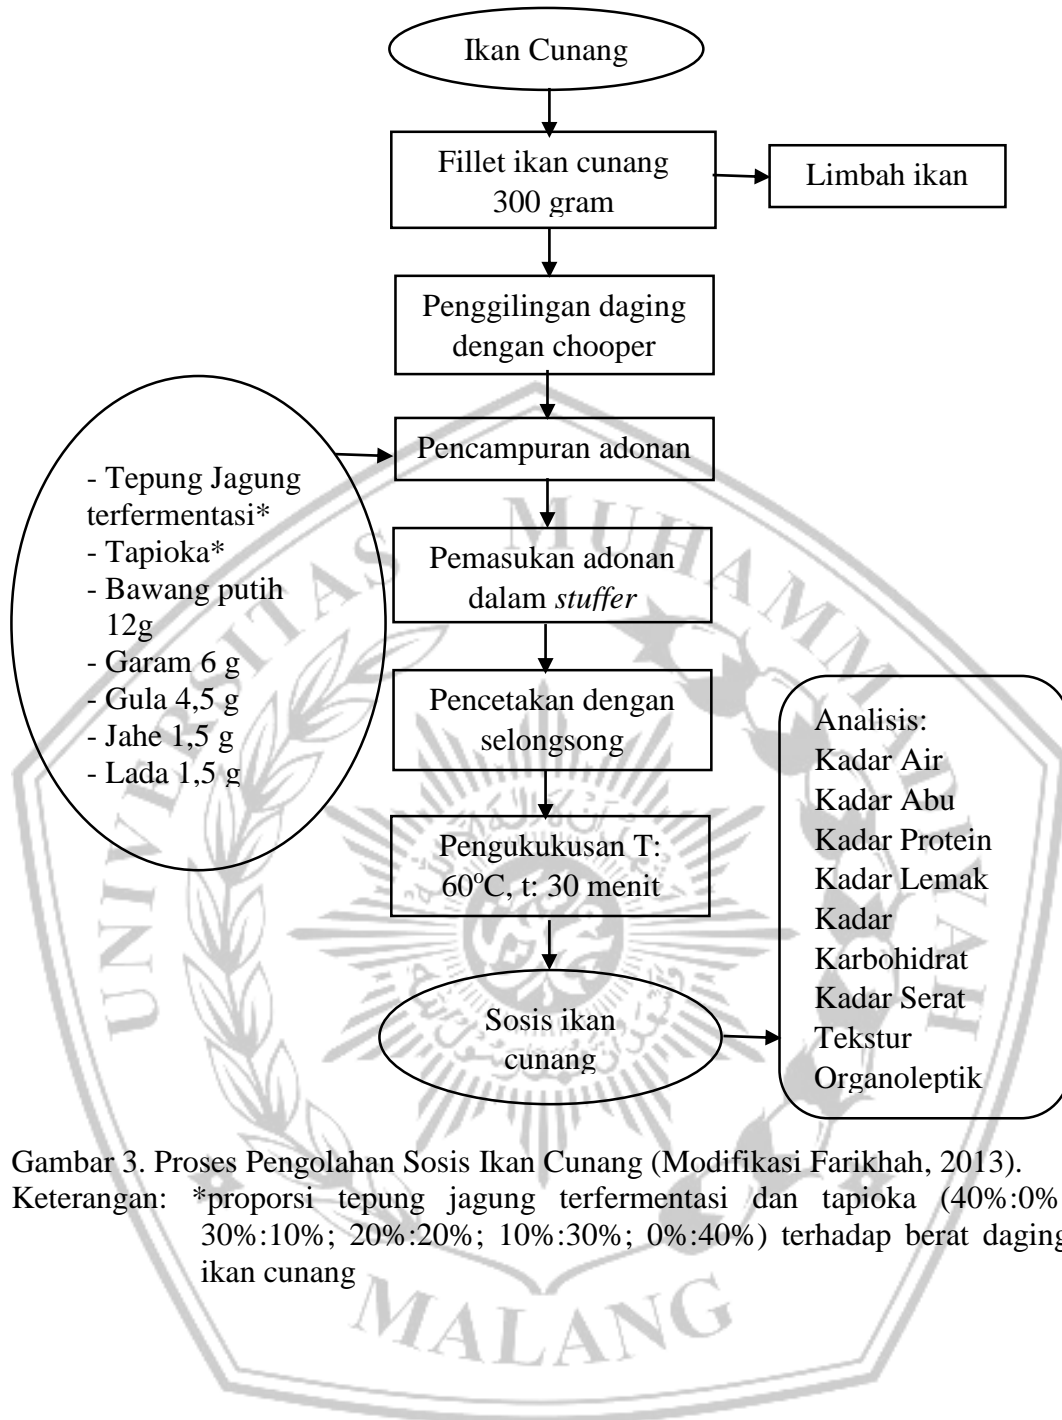 Ikan Cunang
Fillet ikan cunang
300 gram
Limbah ikan
Penggilingan daging
dengan chooper
Pencampuran adonan
- Tepung Jagung
terfermentasi*
- Tapioka*
- Bawang putih
12g
- Garam 6 g
- Gula 4,5 g
- Jahe 1,5 g
- Lada 1,5 g
Pemasukan adonan
dalam stuffer
Pencetakan dengan
selongsong
Pengukukusan T:
60°C, t: 30 menit
Sosis ikan
cunang
Analisis:
Kadar Air
Kadar Abu
Kadar Protein
Kadar Lemak
Kadar
Karbohidrat
Kadar Serat
Tekstur
Organoleptik
Gambar 3. Proses Pengolahan Sosis Ikan Cunang (Modifikasi Farikhah, 2013).
Keterangan: *proporsi tepung jagung terfermentasi dan tapioka (40%:0%
30%:10%; 20%:20%; 10%:30%; 0%:40%) terhadap berat daging
ikan cunang
UNIVERSITAS MUHAMMADIYAH
MALANG